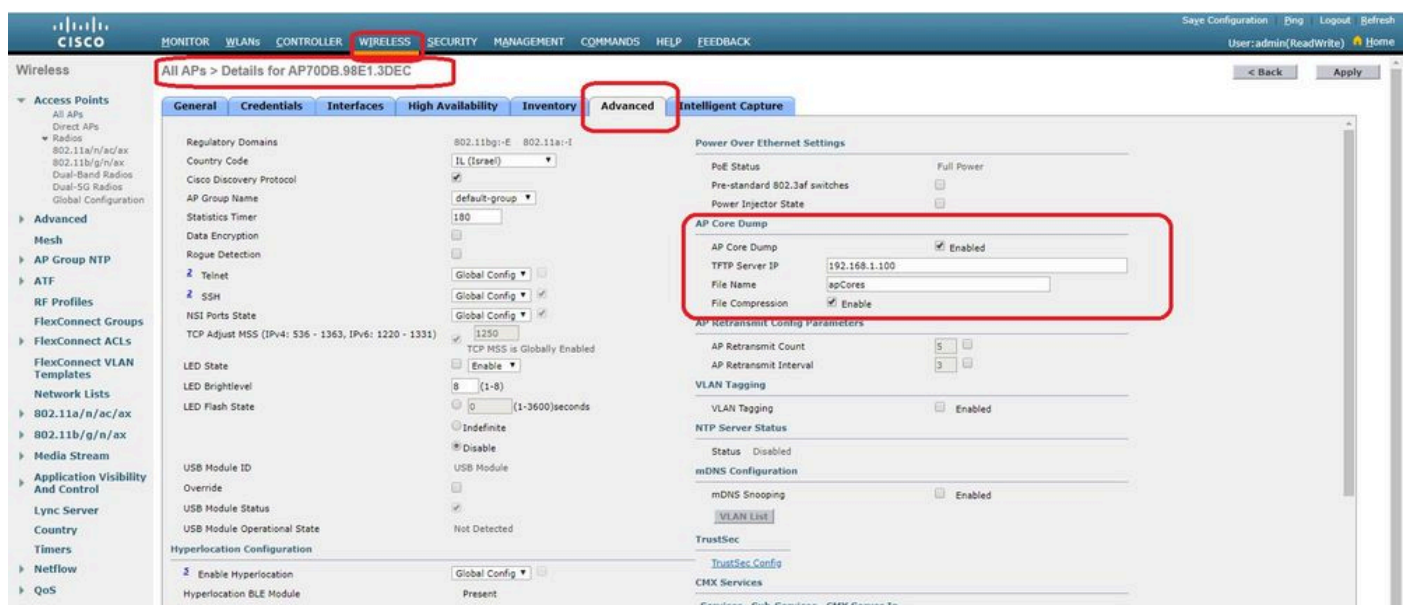 Save Configuration Ping Logout Refresh
CISCO
MONITOR WLANs CONTROLLER WIRELESS SECURITY MANAGEMENT COMMANDS HELP FEEDBACK
User:admin(ReadWrite) Home
Wireless
Access Points
All APs
Direct APs
Radios
802.11a/n/ac/ax
802.11b/g/n/ax
Dual-Band Radios
Dual-5G Radios
Global Configuration
Advanced
Mesh
AP Group NTP
ATF
RF Profiles
FlexConnect Groups
FlexConnect ACLs
FlexConnect VLAN
Templates
Network Lists
802.11a/n/ac/ax
802.11b/g/n/ax
Media Stream
Application Visibility
And Control
Lync Server
Country
Timers
Netflow
QoS
All APs > Details for AP70DB.98E1.3DEC
< Back Apply
General Credentials Interfaces High Availability Inventory Advanced Intelligent Capture
Regulatory Domains 802.11bg:-E 802.11a:-I
Country Code IL (Israel)
Cisco Discovery Protocol
AP Group Name default-group
Statistics Timer 180
Data Encryption
Rogue Detection
2 Telnet Global Config
2 SSH Global Config
NSI Ports State Global Config
TCP Adjust MSS (IPv4: 536 - 1363, IPv6: 1220 - 1331) 1250
TCP MSS is Globally Enabled
LED State Enable
LED Brightlevel 8 (1-8)
LED Flash State 0 (1-3600)seconds
Indefinite
Disable
USB Module ID USB Module
Override
USB Module Status
USB Module Operational State Not Detected
Hyperlocation Configuration
Enable Hyperlocation Global Config
Hyperlocation BLE Module Present
Power Over Ethernet Settings
PoE Status Full Power
Pre-standard 802.3af switches
Power Injector State
AP Core Dump
AP Core Dump Enabled
TFTP Server IP 192.168.1.100
File Name apCores
File Compression Enable
AP Retransmit Config Parameters
AP Retransmit Count 5
AP Retransmit Interval 3
VLAN Tagging
VLAN Tagging Enabled
NTP Server Status
Status Disabled
mDNS Configuration
mDNS Snooping Enabled
VLAN List
TrustSec
TrustSec Config
CMX Services
Services Sub-Services CMX Server Ip